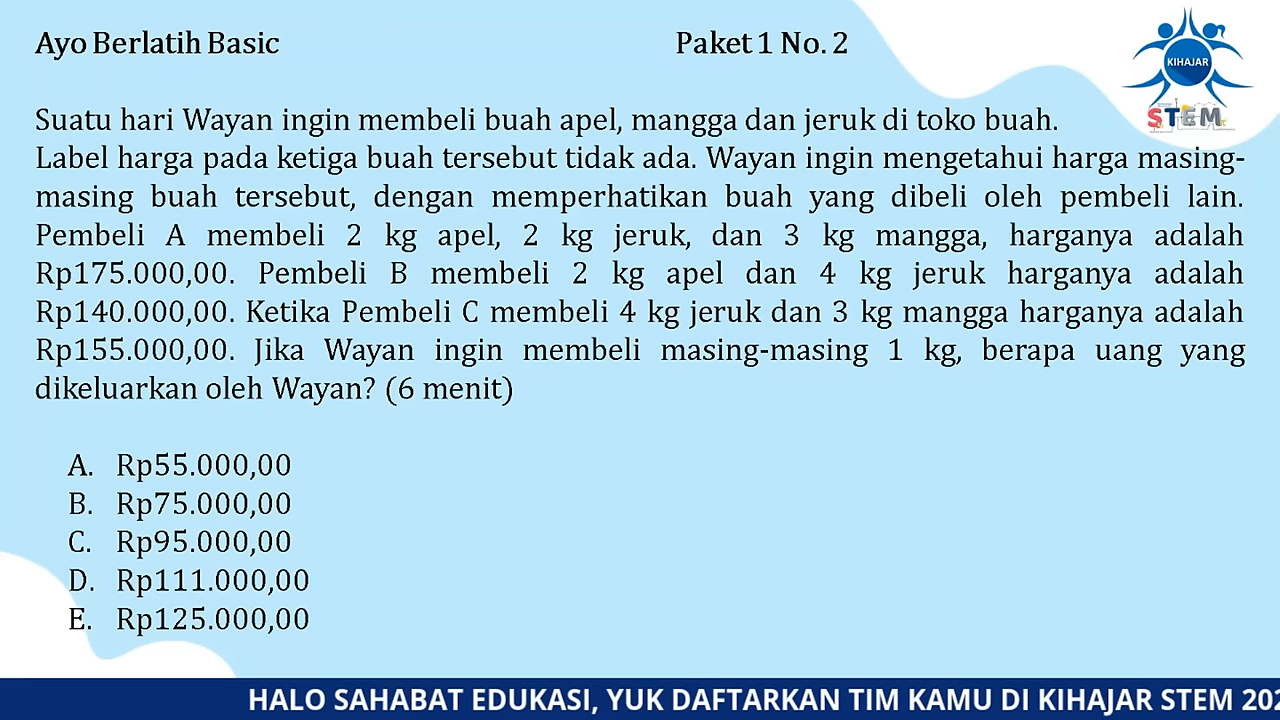 Ayo Berlatih Basic Paket 1 No. 2
KIHAJAR
STEM
Suatu hari Wayan ingin membeli buah apel, mangga dan jeruk di toko buah.
Label harga pada ketiga buah tersebut tidak ada. Wayan ingin mengetahui harga masing-
masing buah tersebut, dengan memperhatikan buah yang dibeli oleh pembeli lain.
Pembeli A membeli 2 kg apel, 2 kg jeruk, dan 3 kg mangga, harganya adalah
Rp175.000,00. Pembeli B membeli 2 kg apel dan 4 kg jeruk harganya adalah
Rp140.000,00. Ketika Pembeli C membeli 4 kg jeruk dan 3 kg mangga harganya adalah
Rp155.000,00. Jika Wayan ingin membeli masing-masing 1 kg, berapa uang yang
dikeluarkan oleh Wayan? (6 menit)
A. Rp55.000,00
B. Rp75.000,00
C. Rp95.000,00
D. Rp111.000,00
E. Rp125.000,00
HALO SAHABAT EDUKASI, YUK DAFTARKAN TIM KAMU DI KIHAJAR STEM 202